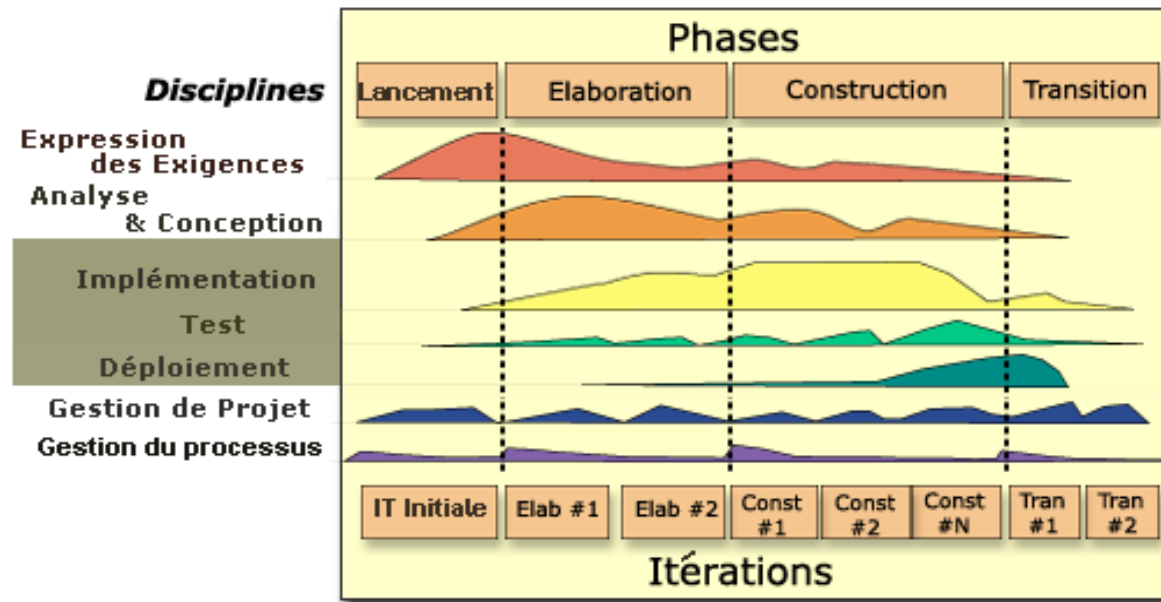 Phases
Disciplines
Lancement
Elaboration
Construction
Transition
Expression
des Exigences
Analyse
& Conception
Implémentation
Test
Déploiement
Gestion de Projet
Gestion du processus
IT Initiale
Elab #1
Elab #2
Const
#1
Const
#2
Const
#N
Tran
#1
Tran
#2
Itérations